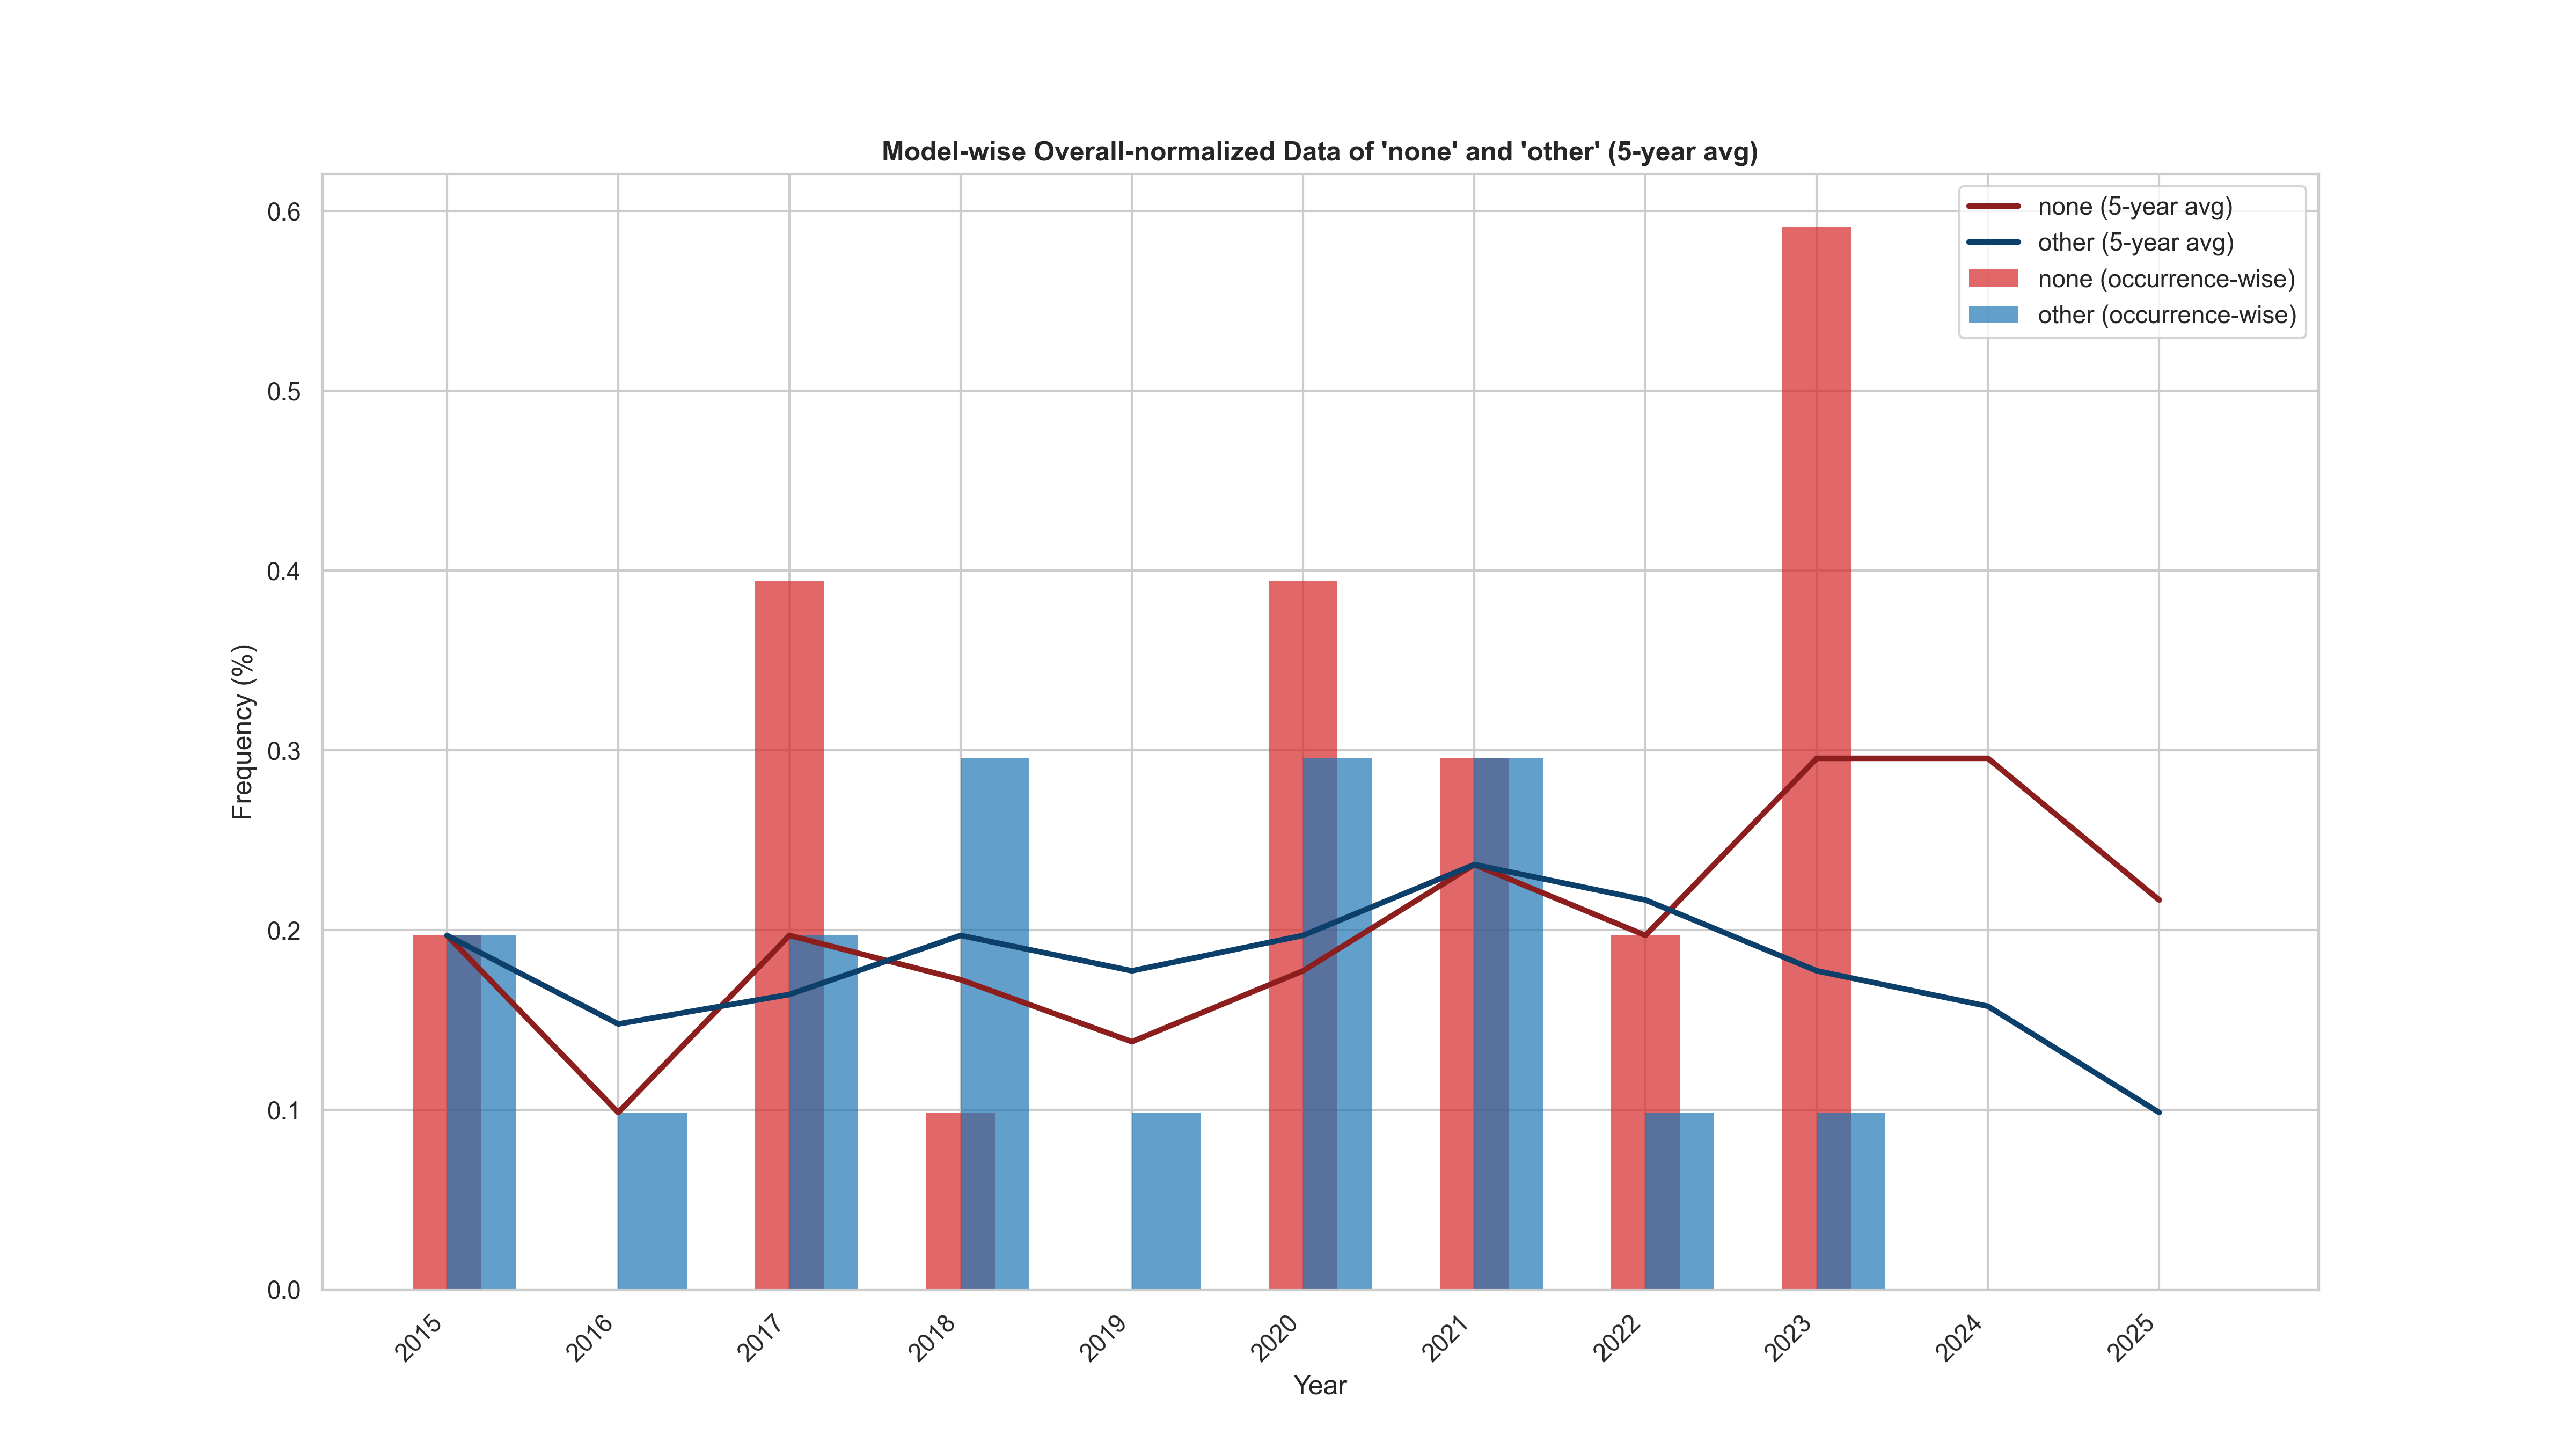 Model-wise Overall-normalized Data of 'none' and 'other' (5-year avg)
none (5-year avg)
other (5-year avg)
none (occurrence-wise)
other (occurrence-wise)
Frequency (%)
0.6
0.5
0.4
0.3
0.2
0.1
0.0
2015
2016
2017
2018
2019
2020
2021
2022
2023
2024
2025
Year